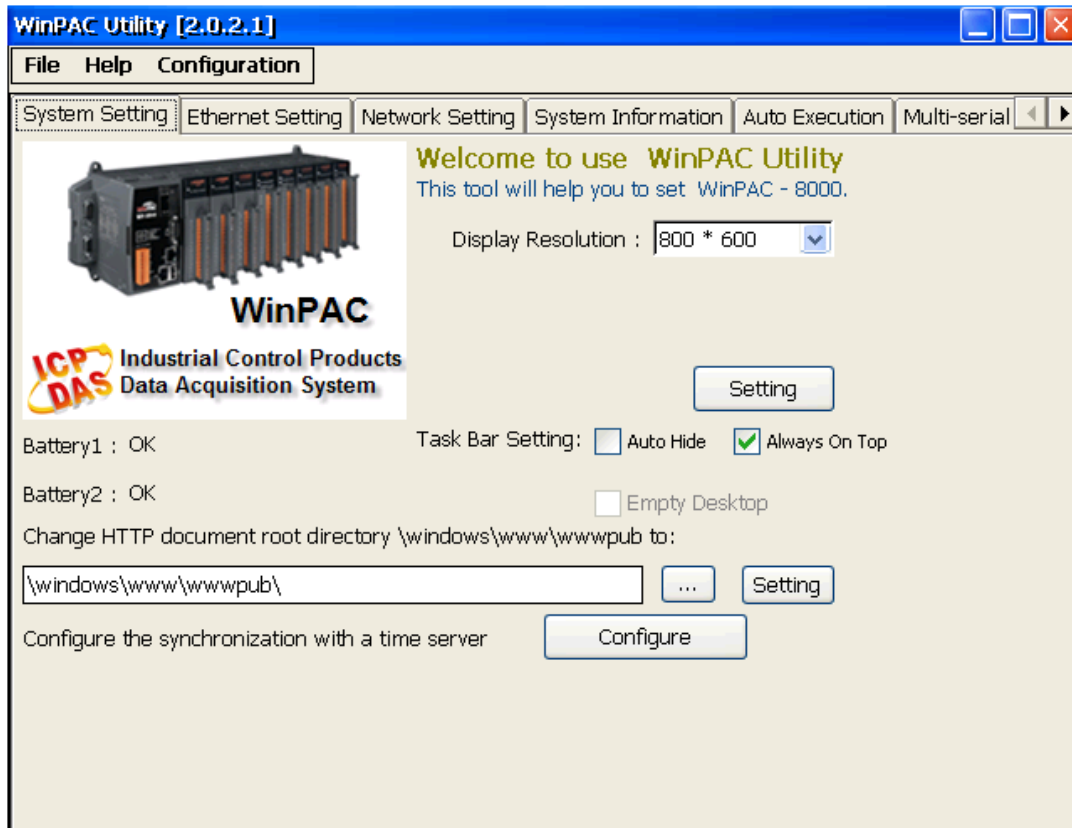 WinPAC Utility [2.0.2.1]
File Help Configuration
System Setting Ethernet Setting Network Setting System Information Auto Execution Multi-serial
Welcome to use WinPAC Utility
This tool will help you to set WinPAC - 8000.
Display Resolution : 800 * 600
WinPAC
ICP DAS
Industrial Control Products
Data Acquisition System
Setting
Battery1 : OK
Task Bar Setting: Auto Hide Always On Top
Battery2 : OK
Empty Desktop
Change HTTP document root directory \windows\www\wwwpub to:
\windows\www\wwwpub\ ... Setting
Configure the synchronization with a time server Configure